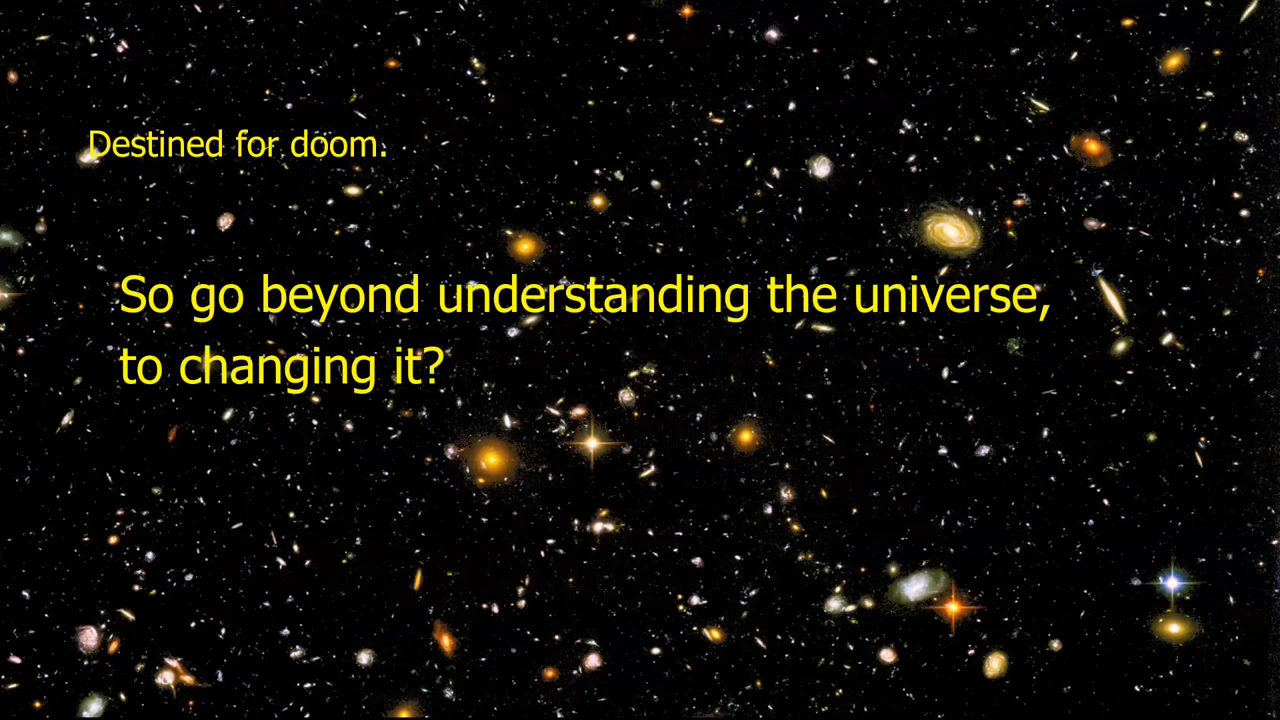 Destined for doom.
So go beyond understanding the universe,
to changing it?